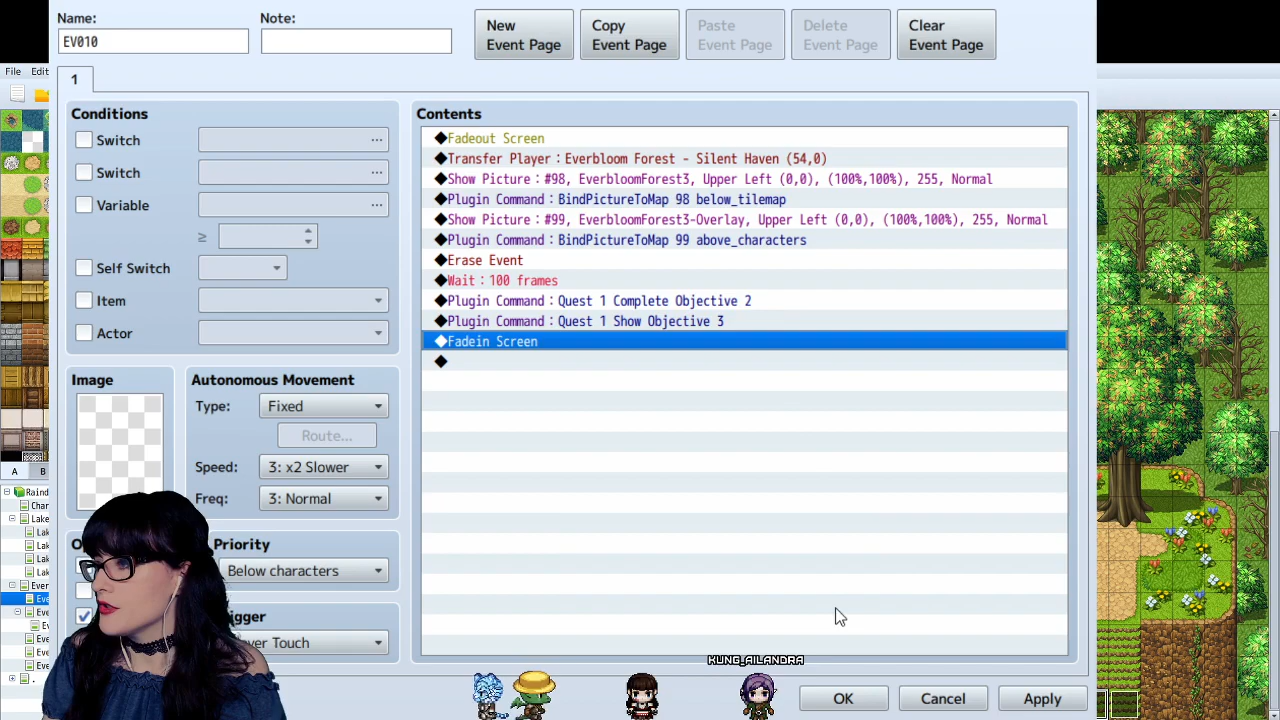 Name:
Note:
EV010
New
Event Page
Copy
Event Page
Paste
Event Page
Delete
Event Page
Clear
Event Page
File Edit
1
Conditions
Switch
...
Switch
...
Variable
...
≥
Self Switch
Item
Actor
Image
Autonomous Movement
Type:
Fixed
Route...
Speed:
3: x2 Slower
Freq:
3: Normal
Priority
Below characters
Touch
Contents
◆Fadeout Screen
◆Transfer Player：Everbloom Forest - Silent Haven (54,0)
◆Show Picture：#98, EverbloomForest3, Upper Left (0,0), (100%,100%), 255, Normal
◆Plugin Command：BindPictureToMap 98 below_tilemap
◆Show Picture：#99, EverbloomForest3-Overlay, Upper Left (0,0), (100%,100%), 255, Normal
◆Plugin Command：BindPictureToMap 99 above_characters
◆Erase Event
◆Wait：100 frames
◆Plugin Command：Quest 1 Complete Objective 2
◆Plugin Command：Quest 1 Show Objective 3
◆Fadein Screen
◆
A B
KUNG_AILANDRA
OK
Cancel
Apply